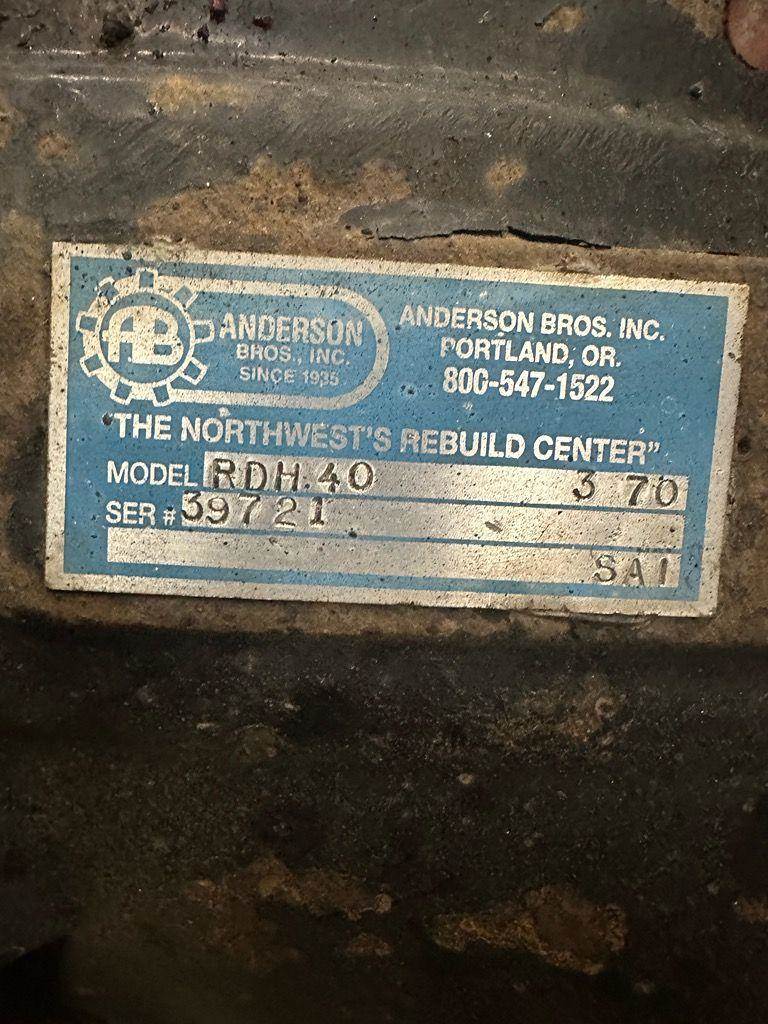 AB
ANDERSON
BROS., INC.
SINCE 1935
ANDERSON BROS. INC.
PORTLAND, OR.
800-547-1522
"THE NORTHWEST'S REBUILD CENTER"
MODEL RDH.40 3 70
SER # 39721
SAI